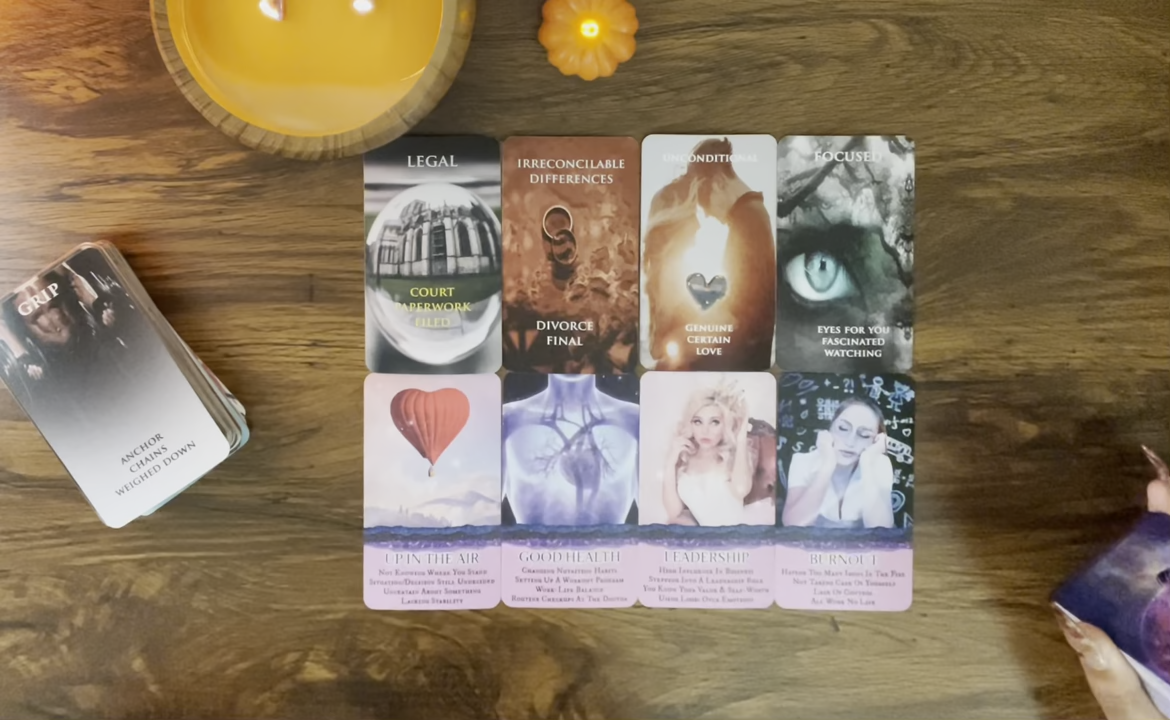 LEGAL
COURT
PAPERWORK
FILED
IRRECONCILABLE
DIFFERENCES
DIVORCE
FINAL
UNCONDITIONAL
GENUINE
CERTAIN
LOVE
FOCUSED
EYES FOR YOU
FASCINATED
WATCHING
GRIP
ANCHOR
CHAINS
WEIGHED DOWN
UP IN THE AIR
NOT KNOWING WHERE YOU STAND
SITUATION/DECISION STILL UNDECIDED
UNCERTAIN ABOUT SOMETHING
LACKING STABILITY
GOOD HEALTH
CHANGING NEGATIVE HABITS
SETTING UP A WORKOUT PROGRAM
WORK-LIFE BALANCE
ROUTINE CHECKUPS AT THE DOCTOR
LEADERSHIP
HIGH INFLUENCE IS
STEPPING INTO A LEADERSHIP ROLE
YOU KNOW YOUR VALUE & SELF-WORTH
USING LOGIC OVER EMOTIONS
BURNOUT
HAVING TOO MANY IRONS IN THE FIRE
NOT TAKING CARE OF YOURSELF
LACK OF CONTROL
ALL WORK NO LIFE